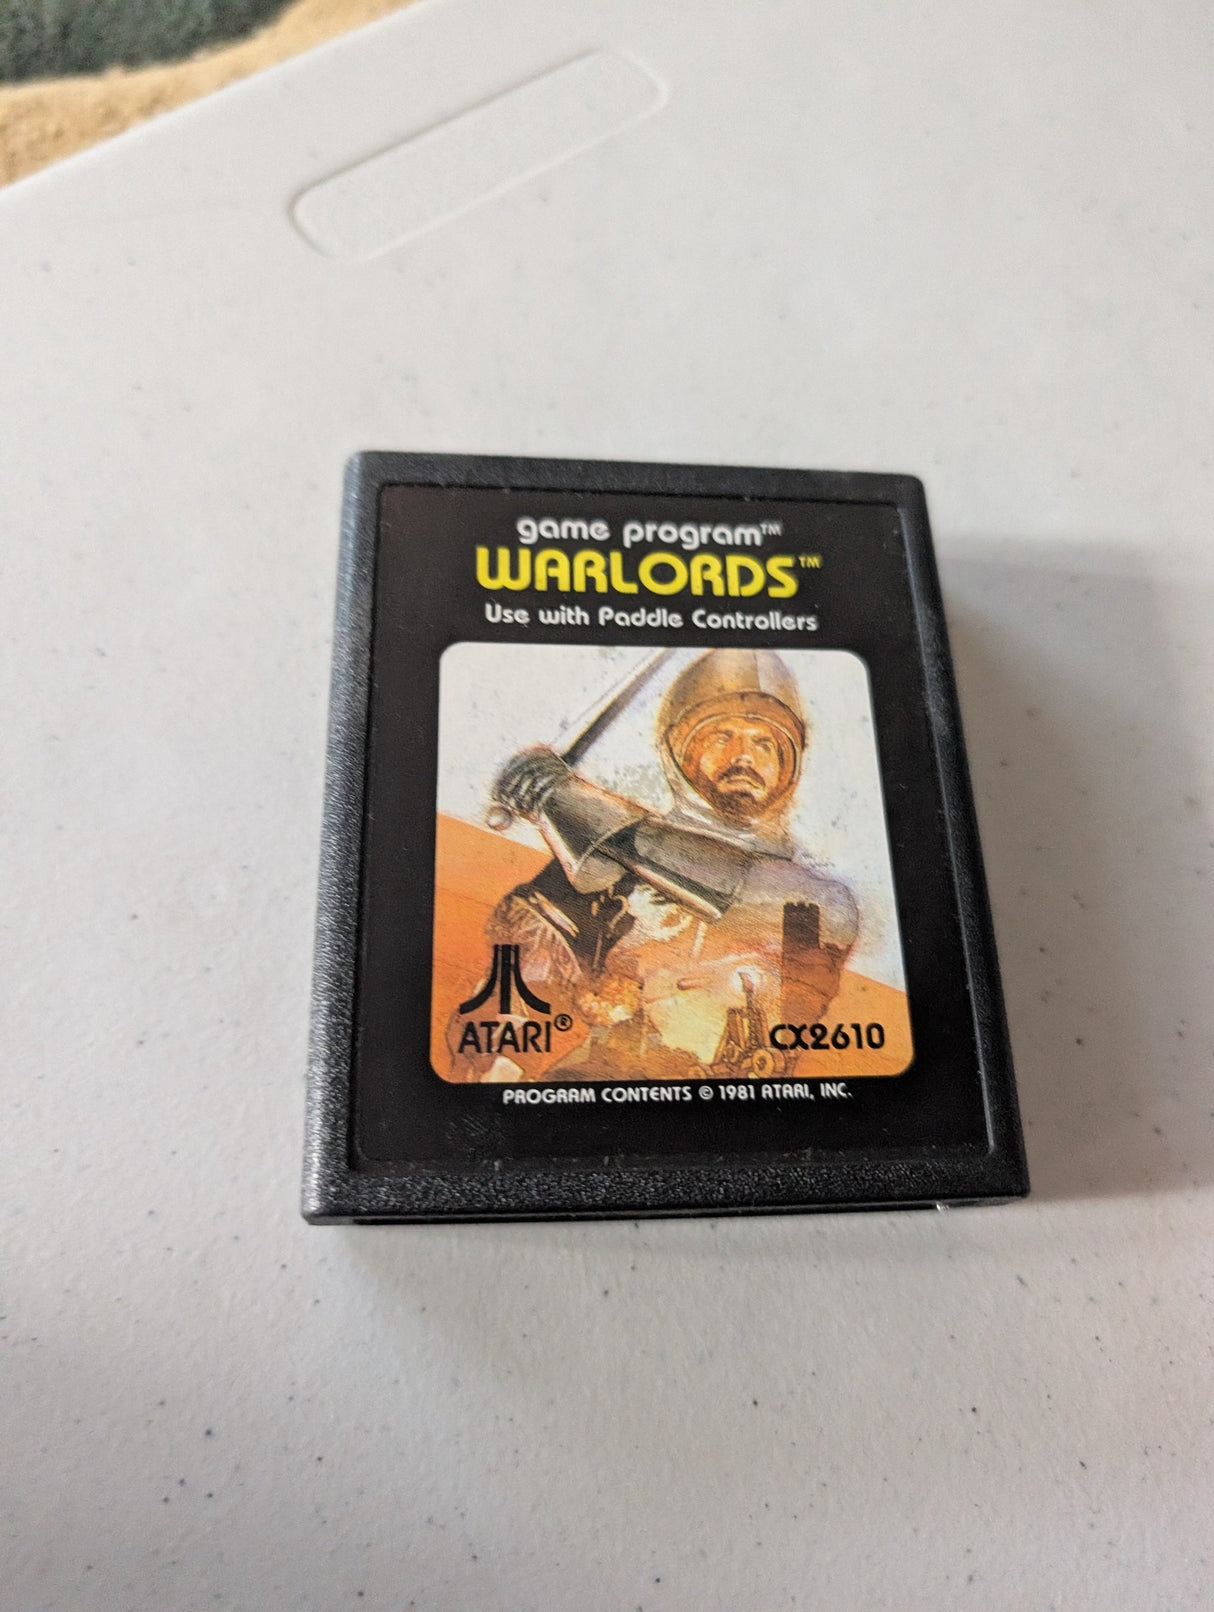 game program™
WARLORDS™
Use with Paddle Controllers
ATARI®
CX2610
PROGRAM CONTENTS © 1981 ATARI, INC.